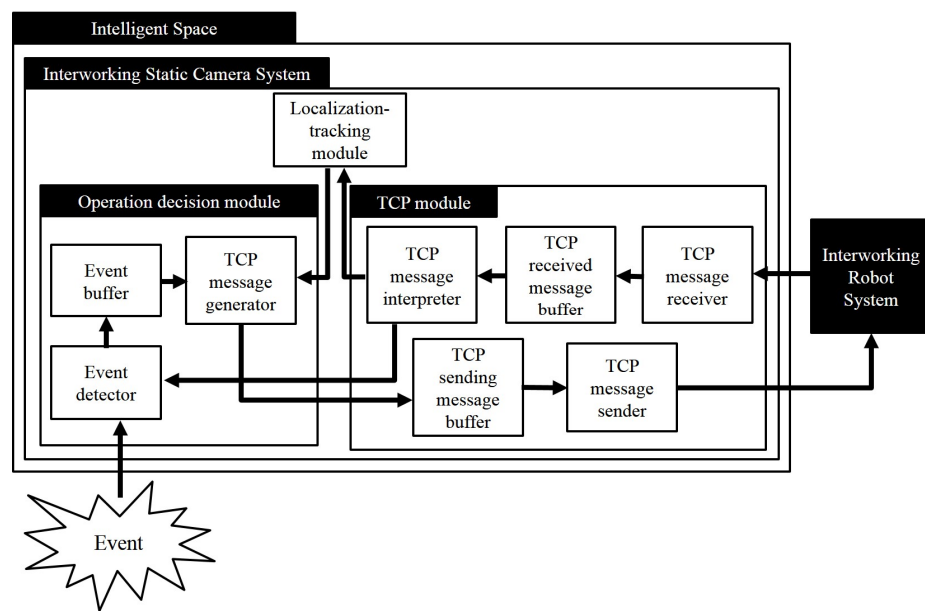 Intelligent Space
Interworking Static Camera System
Localization-
tracking
module
Operation decision module
TCP module
Event
buffer
TCP
message
generator
TCP
message
interpreter
TCP
received
message
buffer
TCP
message
receiver
Interworking
Robot
System
Event
detector
TCP
sending
message
buffer
TCP
message
sender
Event